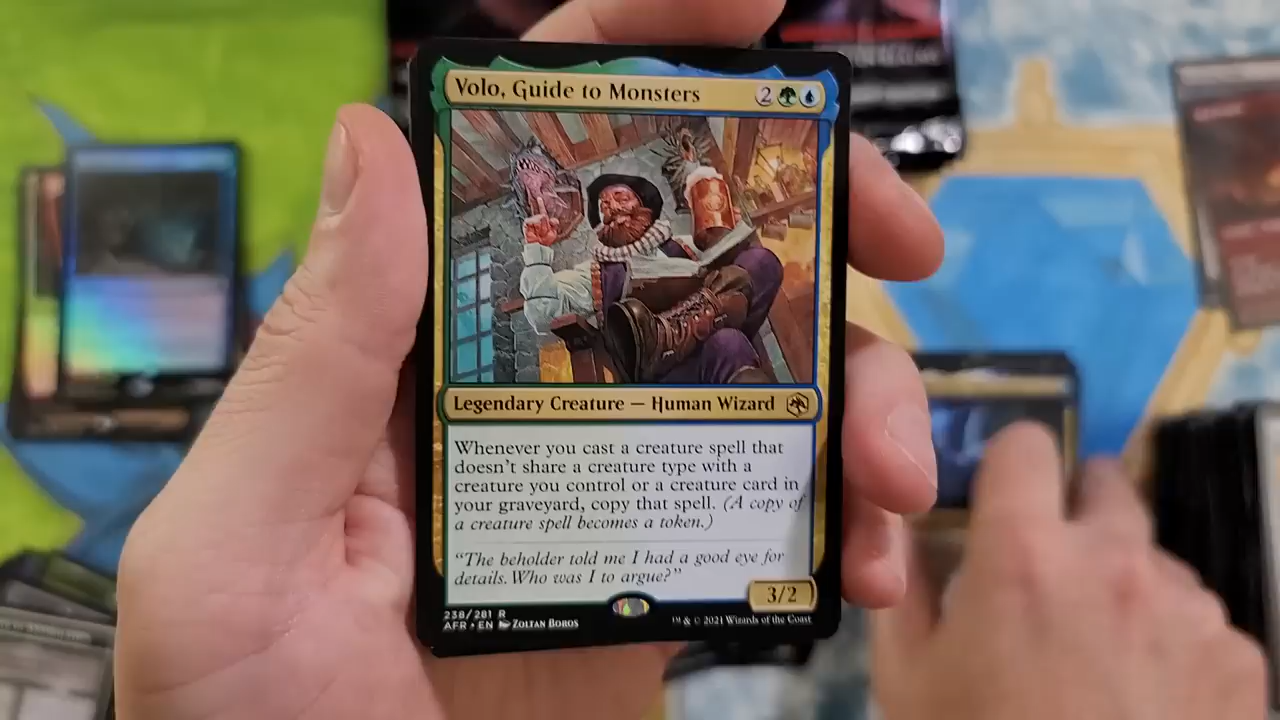 Volo, Guide to Monsters 2
Legendary Creature — Human Wizard
Whenever you cast a creature spell that
doesn't share a creature type with a
creature you control or a creature card in
your graveyard, copy that spell. (A copy of
a creature spell becomes a token.)
"The beholder told me I had a good eye for
details. Who was I to argue?"
3/2
238/281 R
AFR • EN Zoltan Boros
™ & © 2021 Wizards of the Coast